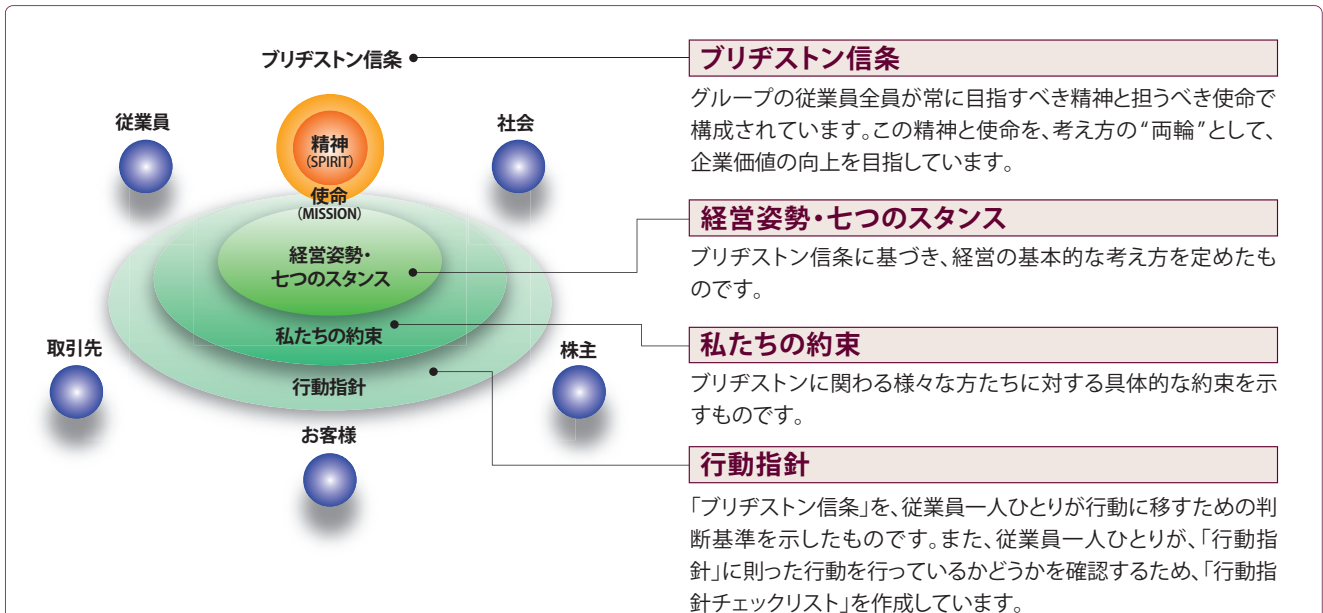 ブリヂストン信条
従業員
社会
精神
(SPIRIT)
使命
(MISSION)
経営姿勢・
七つのスタンス
私たちの約束
行動指針
取引先
株主
お客様
ブリヂストン信条
グループの従業員全員が常に目指すべき精神と担うべき使命で
構成されています。この精神と使命を、考え方の“両輪”として、
企業価値の向上を目指しています。
経営姿勢・七つのスタンス
ブリヂストン信条に基づき、経営の基本的な考え方を定めたも
のです。
私たちの約束
ブリヂストンに関わる様々な方たちに対する具体的な約束を示
すものです。
行動指針
「ブリヂストン信条」を、従業員一人ひとりが行動に移すための判
断基準を示したものです。また、従業員一人ひとりが、「行動指
針」に則った行動を行っているかどうかを確認するため、「行動指
針チェックリスト」を作成しています。